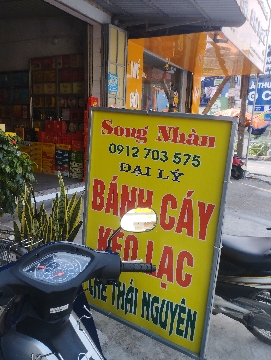 Song Nhàn
0912 703 575
ĐẠI LÝ
BÁNH CÁY
KẸO LẠC
CHÈ THÁI NGUYÊN